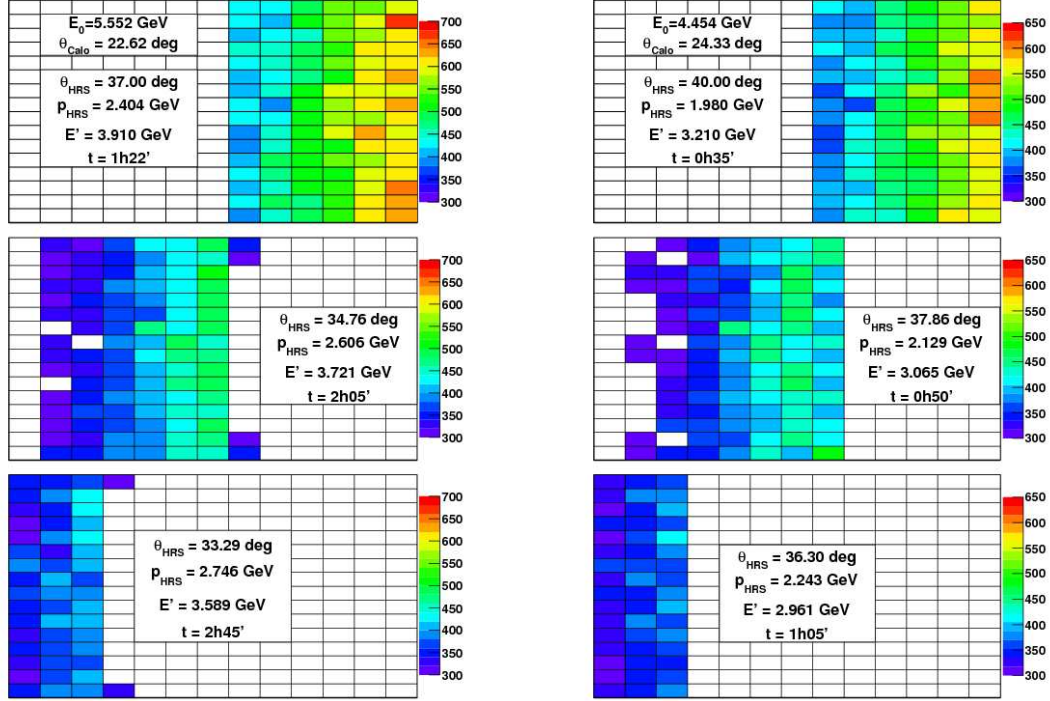 E₀=5.552 GeV
θCalo = 22.62 deg
θHRS = 37.00 deg
pHRS = 2.404 GeV
E' = 3.910 GeV
t = 1h22'
700
650
600
550
500
450
400
350
300
E₀=4.454 GeV
θCalo = 24.33 deg
θHRS = 40.00 deg
pHRS = 1.980 GeV
E' = 3.210 GeV
t = 0h35'
650
600
550
500
450
400
350
300
θHRS = 34.76 deg
pHRS = 2.606 GeV
E' = 3.721 GeV
t = 2h05'
700
650
600
550
500
450
400
350
300
θHRS = 37.86 deg
pHRS = 2.129 GeV
E' = 3.065 GeV
t = 0h50'
650
600
550
500
450
400
350
300
θHRS = 33.29 deg
pHRS = 2.746 GeV
E' = 3.589 GeV
t = 2h45'
700
650
600
550
500
450
400
350
300
θHRS = 36.30 deg
pHRS = 2.243 GeV
E' = 2.961 GeV
t = 1h05'
650
600
550
500
450
400
350
300